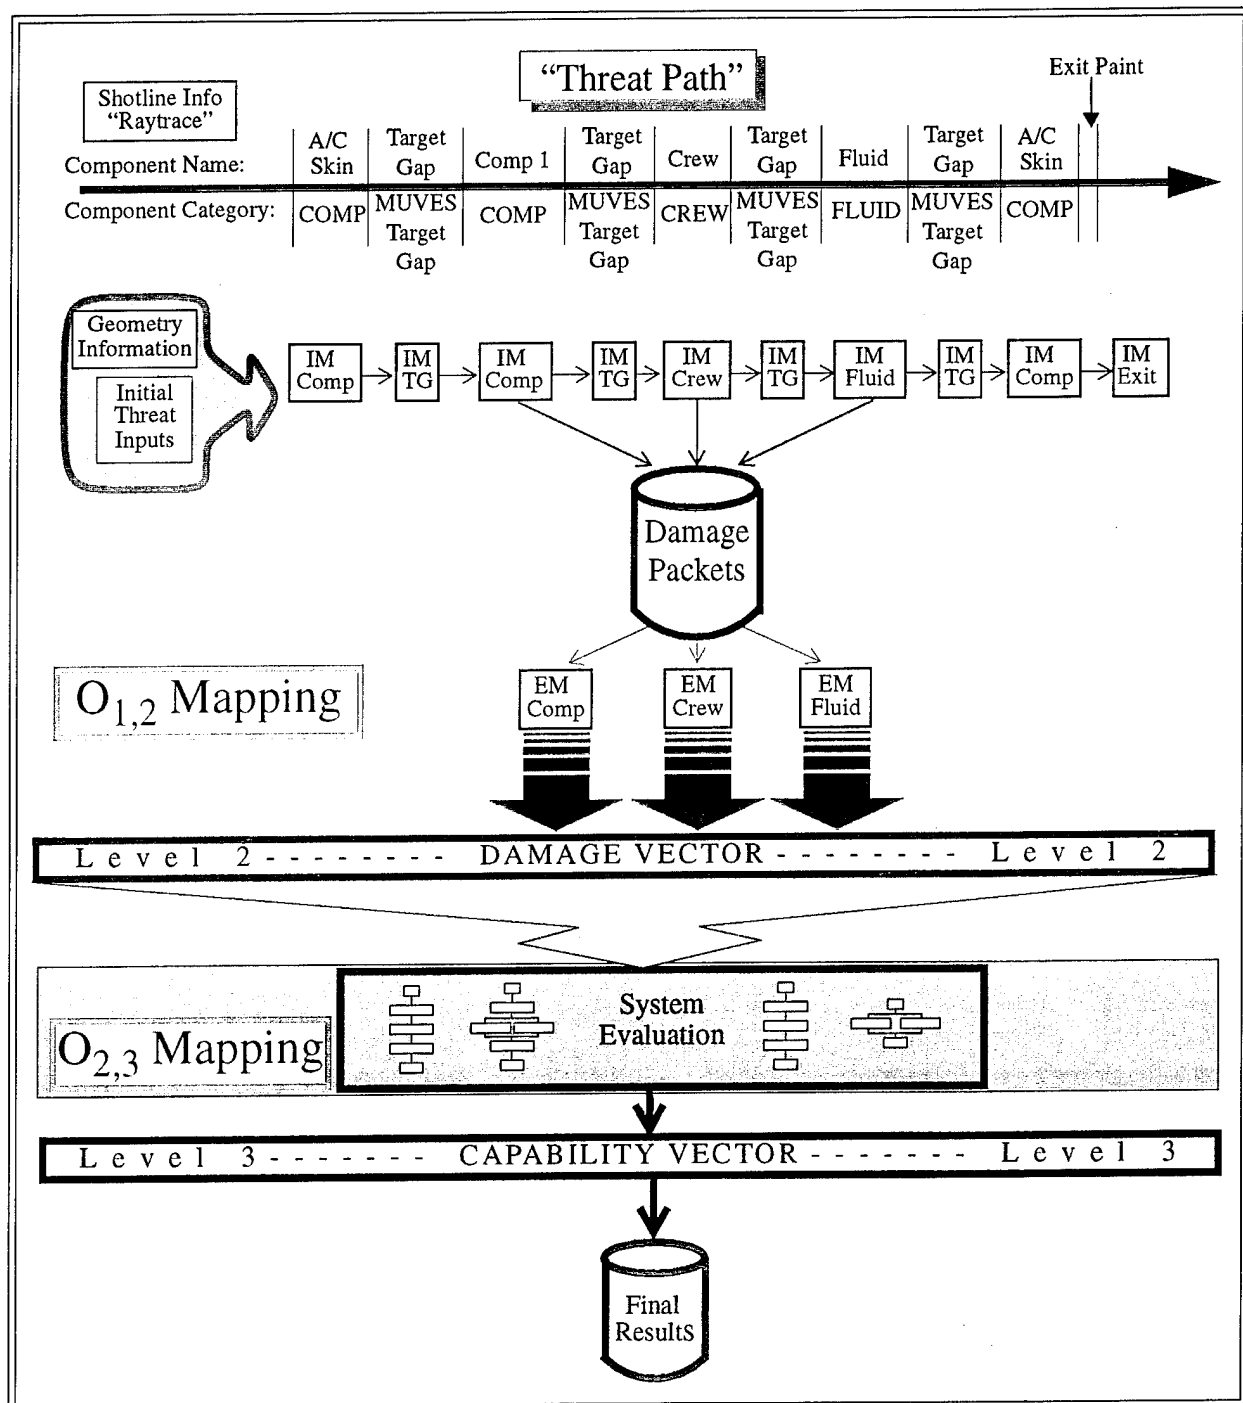 "Threat Path"
Exit Paint
Shotline Info
"Raytrace"
Component Name:
A/C
Skin
Target
Gap
Comp 1
Target
Gap
Crew
Target
Gap
Fluid
Target
Gap
A/C
Skin
Component Category:
COMP
MUVES
Target
Gap
COMP
MUVES
Target
Gap
CREW
MUVES
Target
Gap
FLUID
MUVES
Target
Gap
COMP
Geometry
Information
Initial
Threat
Inputs
IM
Comp
IM
TG
IM
Comp
IM
TG
IM
Crew
IM
TG
IM
Fluid
IM
TG
IM
Comp
IM
Exit
Damage
Packets
O1,2 Mapping
EM
Comp
EM
Crew
EM
Fluid
Level 2- - - - - - - - DAMAGE VECTOR - - - - - - - - Level 2
O2,3 Mapping
System
Evaluation
Level 3- - - - - - - CAPABILITY VECTOR - - - - - - - Level 3
Final
Results